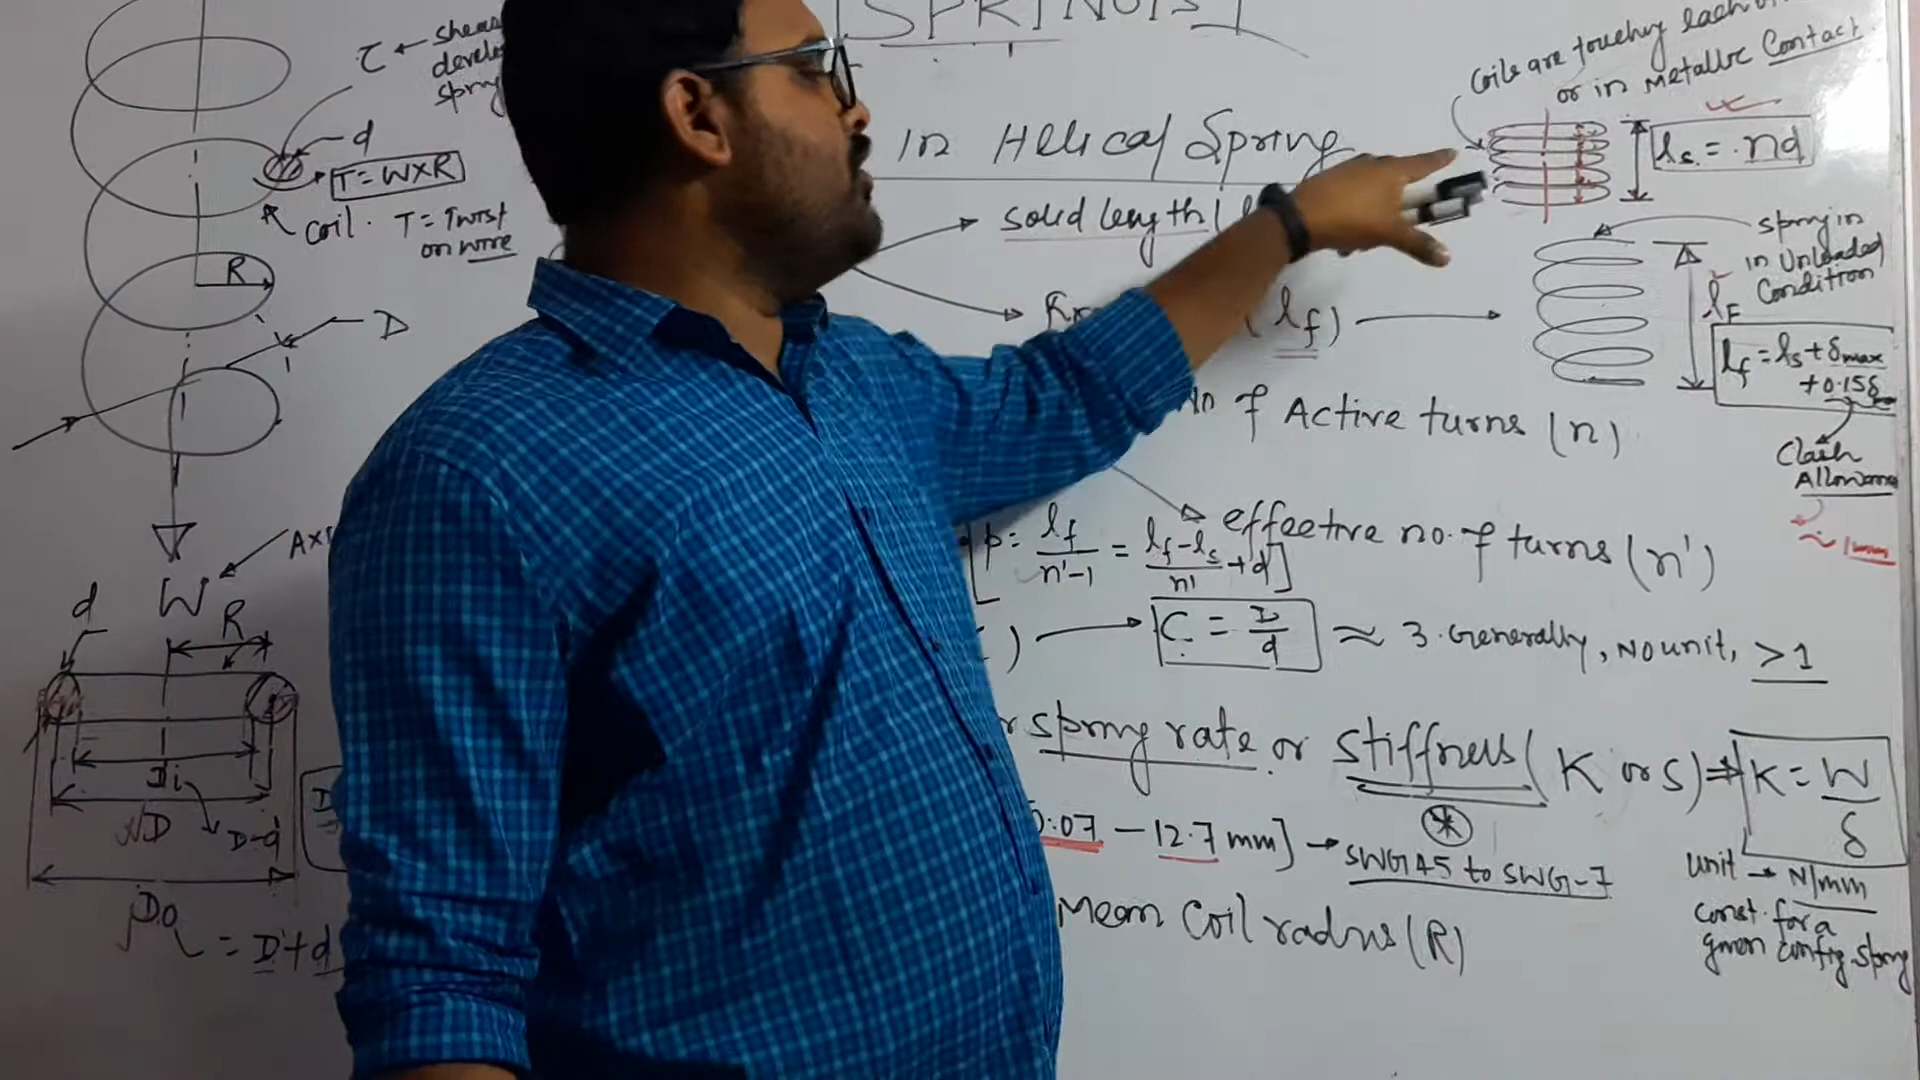 SPRINGS
τ ← shear
develo
spring
d
T = W×R
coil. T = Twist
on wire
R
D
W
Axi
d
R
Di
D-d
D
Do
= D+d
in Helical Spring
solid length (
(lf)
No of Active turns (n)
effective no. of turns (n')
p = lf/n'-1 = lf-ls/n' + d]
C = D/d ≈ 3 Generally, No unit, >1
spring rate or stiffness (K or S) ⇒ K = W/δ
0.07 - 12.7 mm] → SWG 45 to SWG-7
Mean Coil radius (R)
Coils are touching each
or in Metallic Contact
ls = nd
spring in
in Unloaded
Condition
lF
lf = ls + δmax
+ 0.15δ
Clash
Allowance
≈ 1mm
unit → N/mm
const. for a
given config. spring